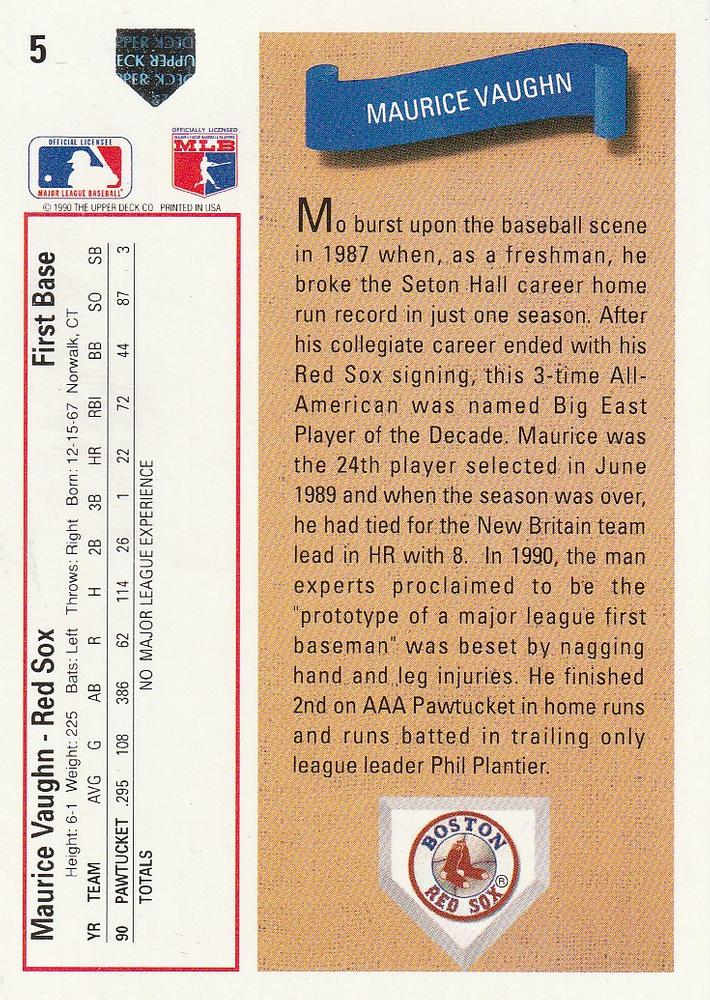 5
UPPER DECK
OFFICIAL LICENSEE
MAJOR LEAGUE BASEBALL®
OFFICIALLY LICENSED
MLB
© 1990 THE UPPER DECK CO. PRINTED IN USA
Maurice Vaughn - Red Sox First Base
Height: 6-1 Weight: 225 Bats: Left Throws: Right Born: 12-15-67 Norwalk, CT
YR TEAM AVG G AB R H 2B 3B HR RBI BB SO SB
90 PAWTUCKET .295 108 386 62 114 26 1 22 72 44 87 3
TOTALS NO MAJOR LEAGUE EXPERIENCE
MAURICE VAUGHN
Mo burst upon the baseball scene
in 1987 when, as a freshman, he
broke the Seton Hall career home
run record in just one season. After
his collegiate career ended with his
Red Sox signing, this 3-time All-
American was named Big East
Player of the Decade. Maurice was
the 24th player selected in June
1989 and when the season was over,
he had tied for the New Britain team
lead in HR with 8. In 1990, the man
experts proclaimed to be the
"prototype of a major league first
baseman" was beset by nagging
hand and leg injuries. He finished
2nd on AAA Pawtucket in home runs
and runs batted in trailing only
league leader Phil Plantier.
BOSTON
RED SOX ®